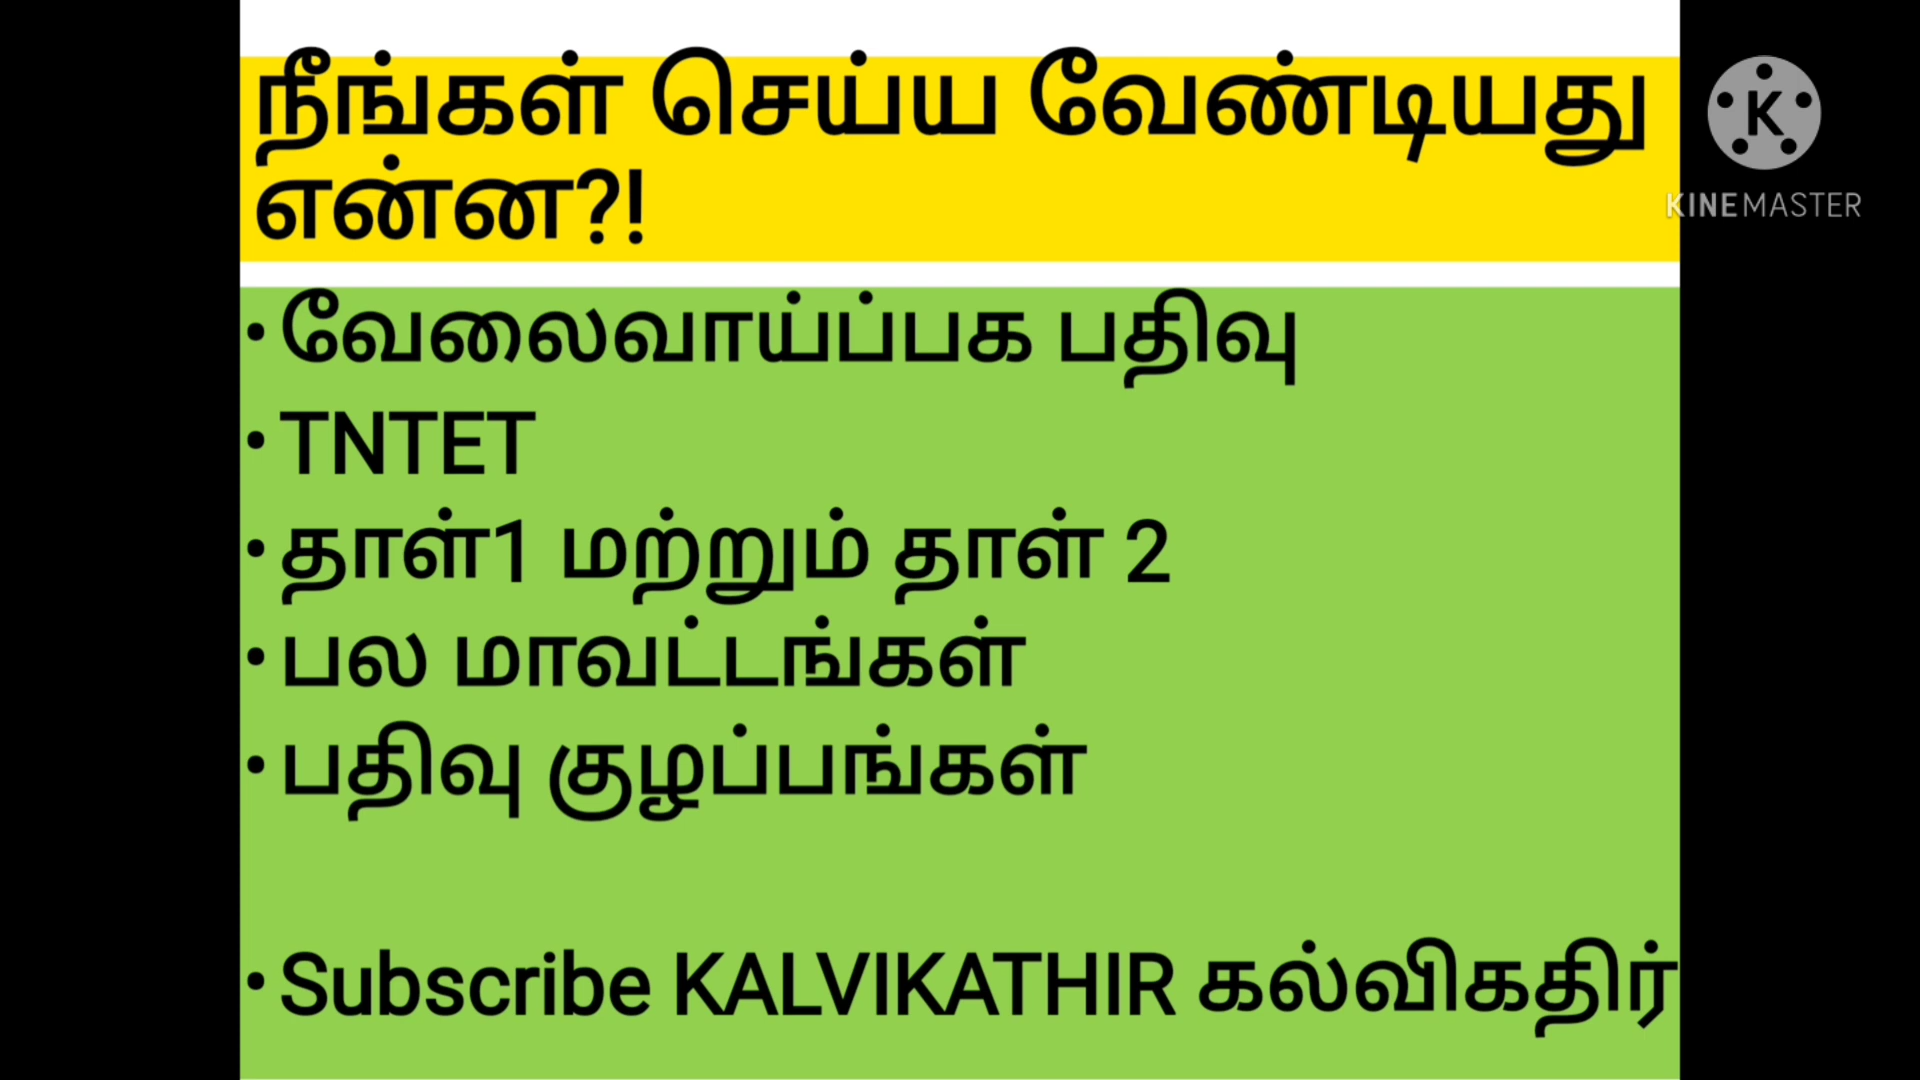 நீங்கள் செய்ய வேண்டியது
என்ன?!
• வேலைவாய்ப்பக பதிவு
• TNTET
• தாள்1 மற்றும் தாள் 2
• பல மாவட்டங்கள்
• பதிவு குழப்பங்கள்
• Subscribe KALVIKATHIR கல்விகதிர்
K
KINEMASTER